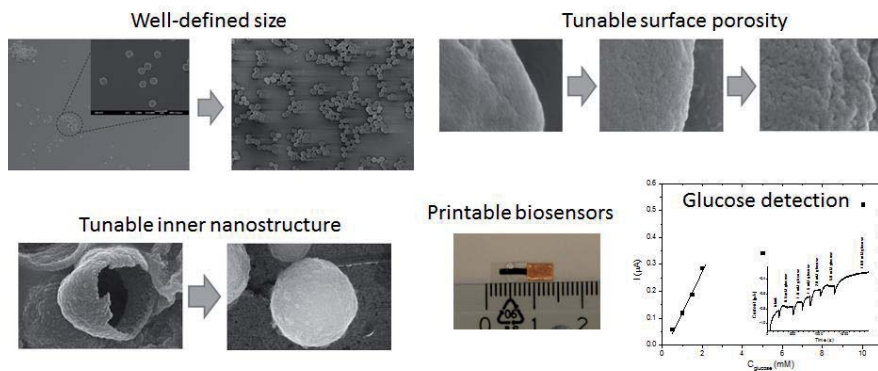 Well-defined size
Tunable surface porosity
Tunable inner nanostructure
Printable biosensors
0 1 2
06
Glucose detection
I (µA)
0.6
0.5
0.4
0.3
0.2
0.1
0.0
0 2 4 6 8 10
C glucose (mM)
Time (s)